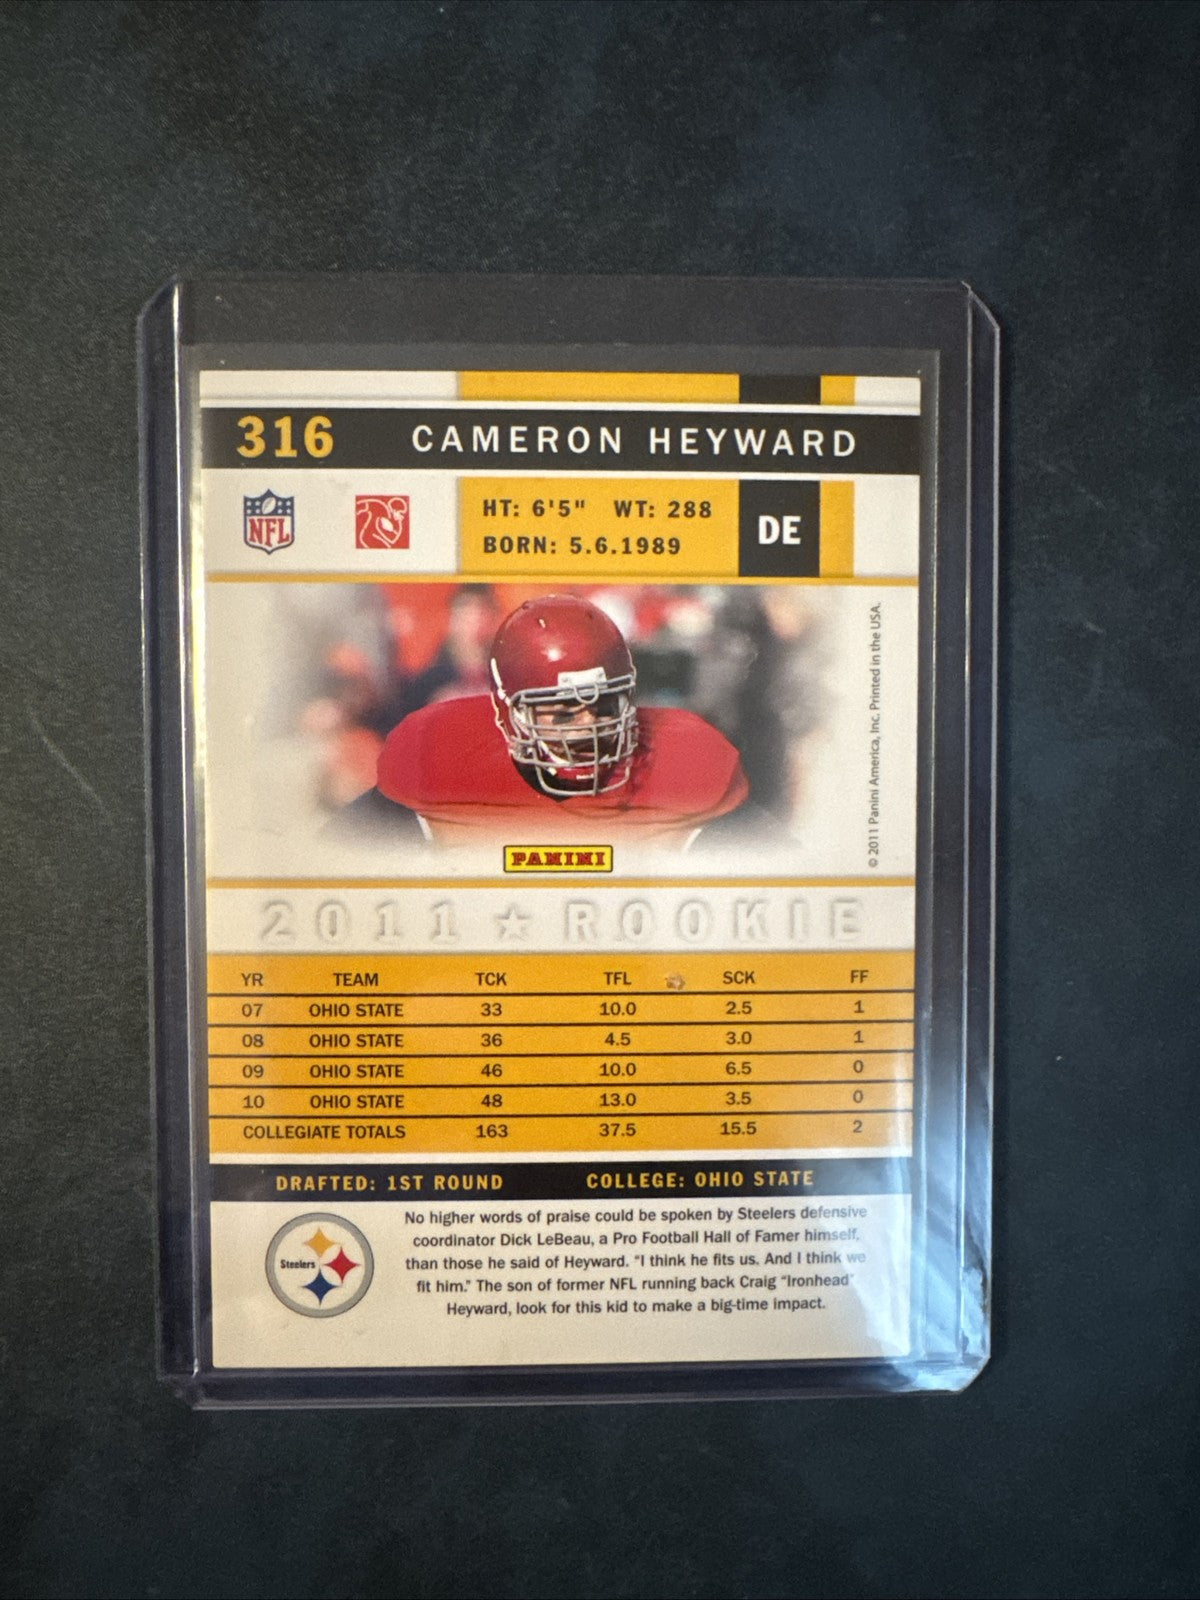 316 CAMERON HEYWARD
NFL
HT: 6'5" WT: 288
BORN: 5.6.1989
DE
© 2011 Panini America, Inc. Printed in the USA.
PANINI
2011 ★ ROOKIE
YR TEAM TCK TFL SCK FF
07 OHIO STATE 33 10.0 2.5 1
08 OHIO STATE 36 4.5 3.0 1
09 OHIO STATE 46 10.0 6.5 0
10 OHIO STATE 48 13.0 3.5 0
COLLEGIATE TOTALS 163 37.5 15.5 2
DRAFTED: 1ST ROUND COLLEGE: OHIO STATE
Steelers
No higher words of praise could be spoken by Steelers defensive
coordinator Dick LeBeau, a Pro Football Hall of Famer himself,
than those he said of Heyward. "I think he fits us. And I think we
fit him." The son of former NFL running back Craig "Ironhead"
Heyward, look for this kid to make a big-time impact.